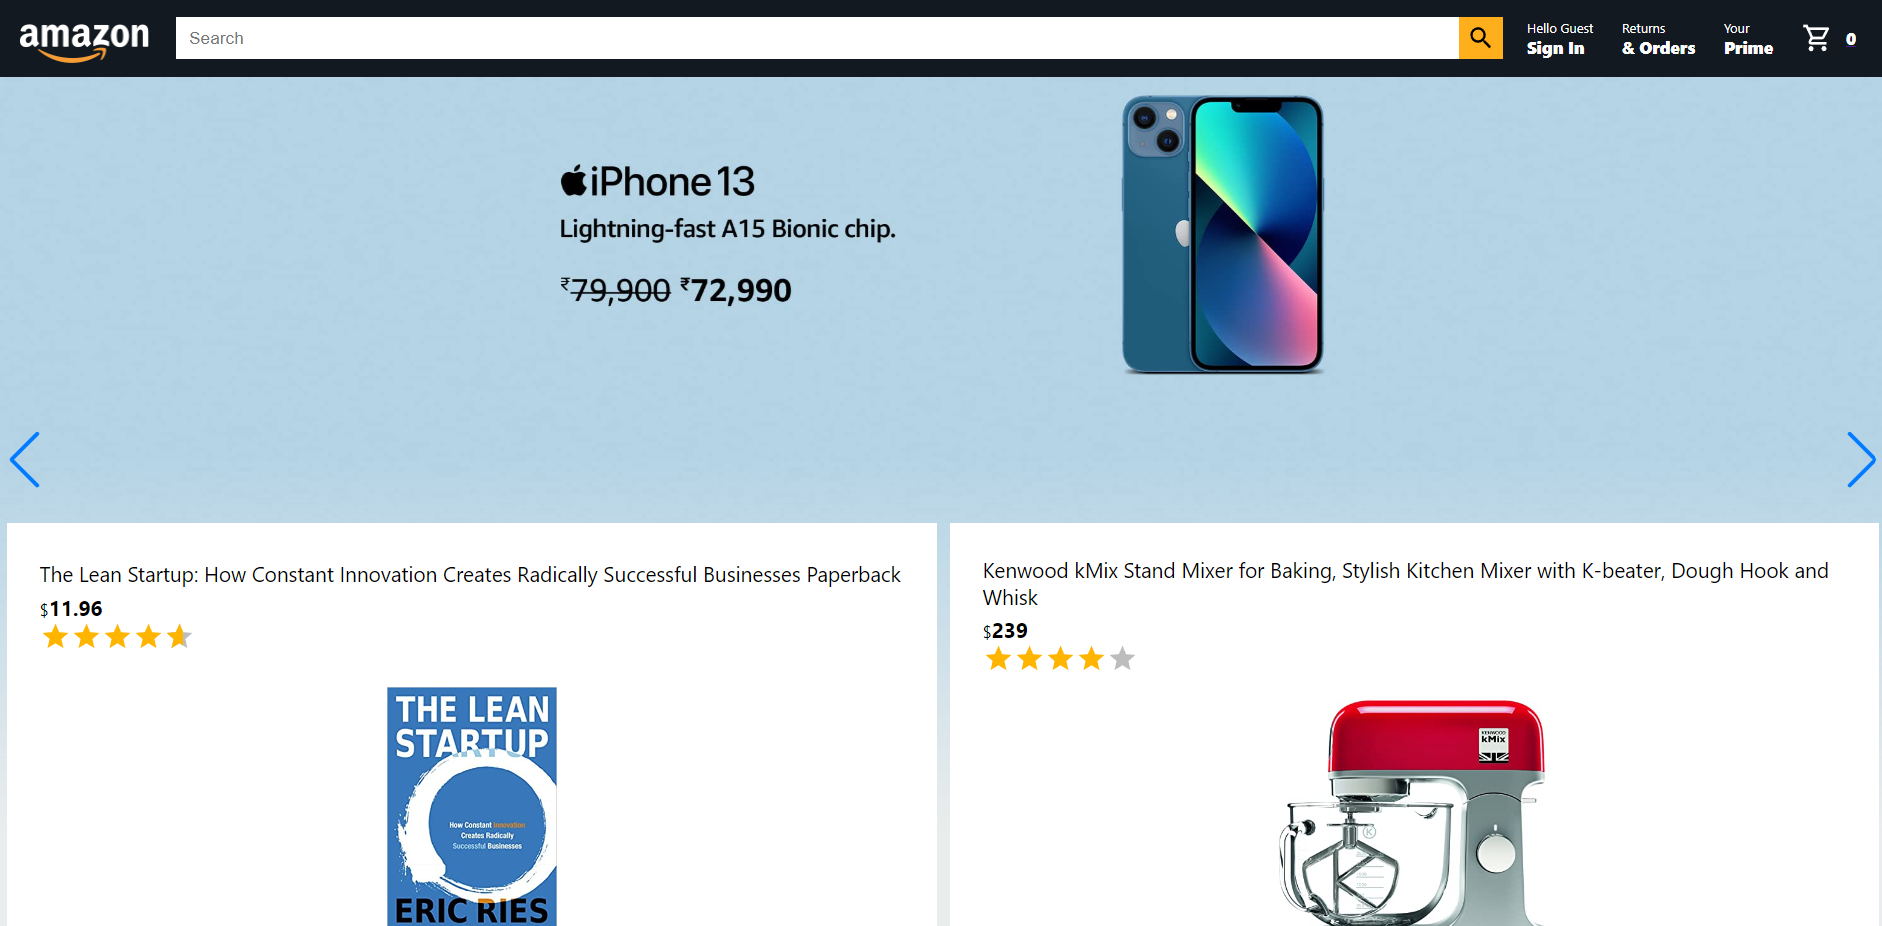 amazon
Search
Hello Guest
Sign In
Returns
& Orders
Your
Prime
0
iPhone 13
Lightning-fast A15 Bionic chip.
₹79,900 ₹72,990
The Lean Startup: How Constant Innovation Creates Radically Successful Businesses Paperback
$11.96
THE LEAN
STARTUP
How Constant Innovation
Creates Radically
Successful Businesses
ERIC RIES
Kenwood kMix Stand Mixer for Baking, Stylish Kitchen Mixer with K-beater, Dough Hook and
Whisk
$239
KENWOOD
kMix
K